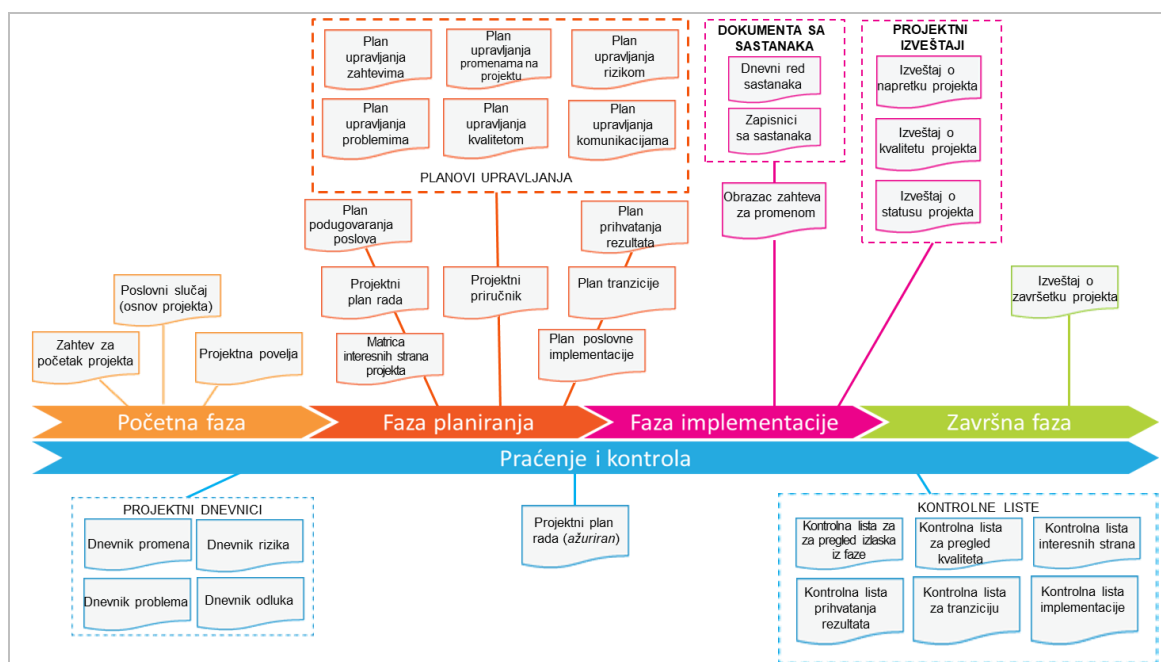 Plan
upravljanja
zahtevima
Plan
upravljanja
promenama na
projektu
Plan
upravljanja
rizikom
Plan
upravljanja
problemima
Plan
upravljanja
kvalitetom
Plan
upravljanja
komunikacijama
PLANOVI UPRAVLJANJA
DOKUMENTA SA
SASTANAKA
Dnevni red
sastanaka
Zapisnici
sa sastanaka
PROJEKTNI
IZVEŠTAJI
Izveštaj o
napretku projekta
Izveštaj o
kvalitetu projekta
Izveštaj o
statusu projekta
Poslovni slučaj
(osnov projekta)
Zahtev za
početak projekta
Projektna povelja
Plan
podugovaranja
poslova
Projektni
plan rada
Matrica
interesnih strana
projekta
Projektni
priručnik
Plan
prihvatanja
rezultata
Plan tranzicije
Plan poslovne
implementacije
Obrazac zahteva
za promenom
Izveštaj o
završetku projekta
Početna faza
Faza planiranja
Faza implementacije
Završna faza
Praćenje i kontrola
PROJEKTNI DNEVNICI
Dnevnik promena
Dnevnik rizika
Dnevnik problema
Dnevnik odluka
Projektni plan
rada (ažuriran)
KONTROLNE LISTE
Kontrolna lista za
za pregled izlaska
iz faze
Kontrolna lista
za pregled
kvaliteta
Kontrolna lista
interesnih strana
Kontrolna lista
prihvatanja
rezultata
Kontrolna lista
za tranziciju
Kontrolna lista
implementacije